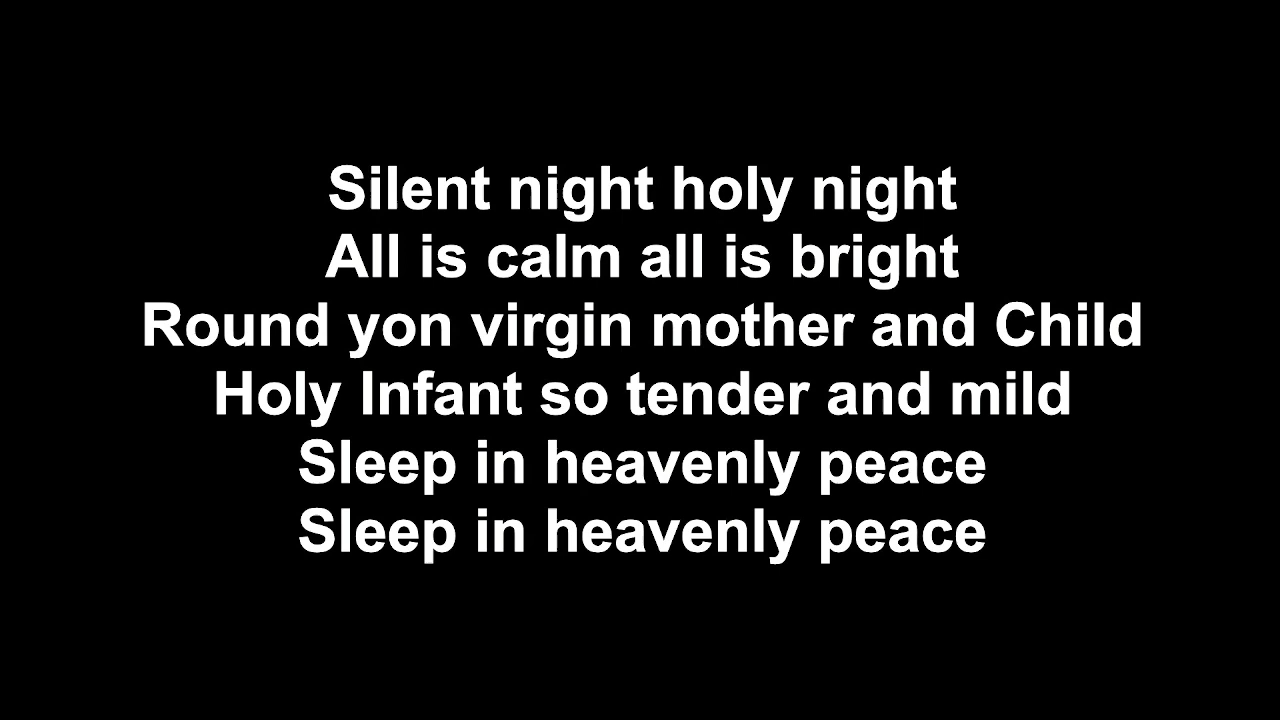 Silent night holy night
All is calm all is bright
Round yon virgin mother and Child
Holy Infant so tender and mild
Sleep in heavenly peace
Sleep in heavenly peace